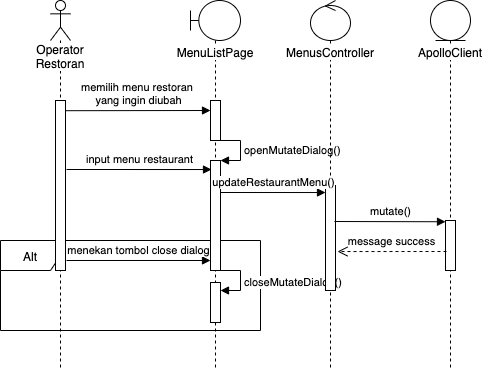 Operator
Restoran
MenuListPage
MenusController
ApolloClient
memilih menu restoran
yang ingin diubah
openMutateDialog()
input menu restaurant
updateRestaurantMenu()
mutate()
message success
Alt
menekan tombol close dialog
closeMutateDialog()